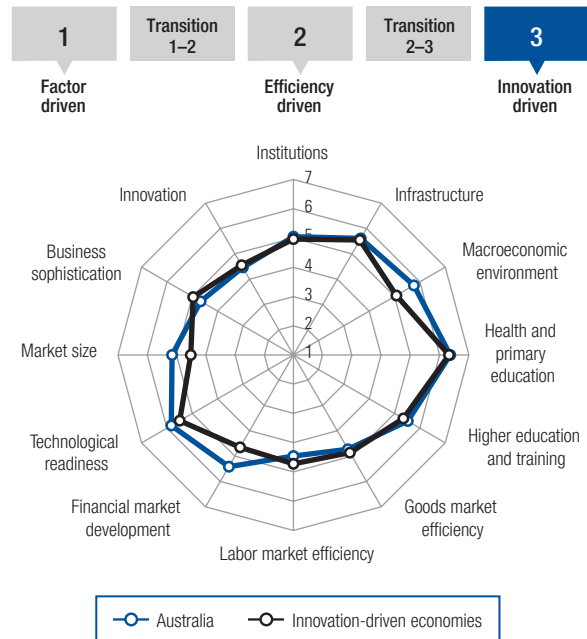 1
Transition
1–2
2
Transition
2–3
3
Factor
driven
Efficiency
driven
Innovation
driven
Institutions
Infrastructure
Macroeconomic
environment
Health and
primary
education
Higher education
and training
Goods market
efficiency
Labor market efficiency
Financial market
development
Technological
readiness
Market size
Business
sophistication
Innovation
7
6
5
4
3
2
1
Australia
Innovation-driven economies